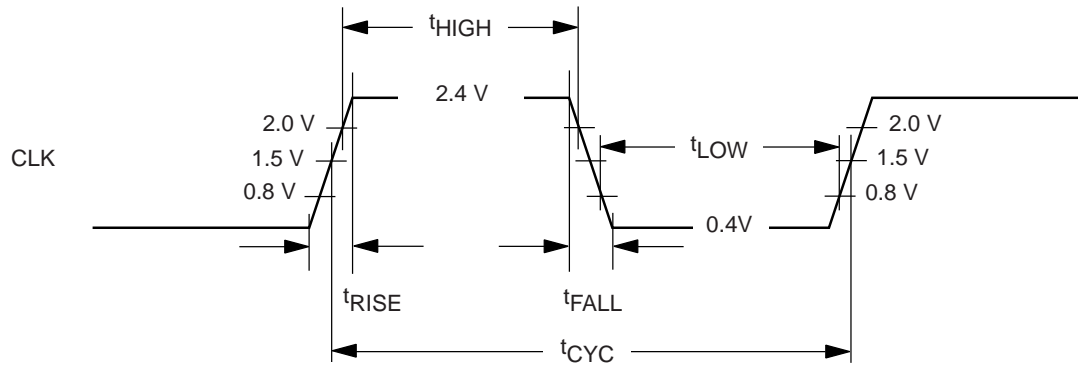 tHIGH
2.4 V
2.0 V
2.0 V
CLK
1.5 V
tLOW
1.5 V
0.8 V
0.8 V
0.4V
tRISE
tFALL
tCYC